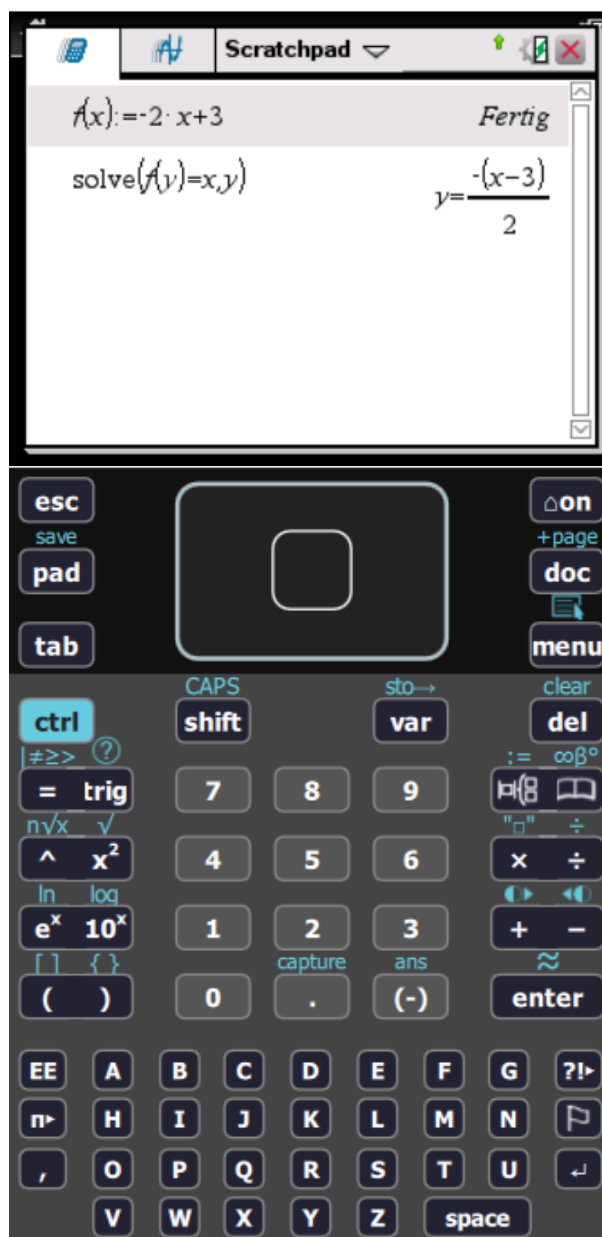 Scratchpad
f(x):=-2·x+3 Fertig
solve(f(y)=x,y) y=-(x-3)/2
esc ⌂on
save +page
pad doc
tab menu
CAPS sto→ clear
ctrl shift var del
|≠≥> ? := ∞β°
= trig 7 8 9
n√x √ "□" ÷
^ x² 4 5 6 × ÷
ln log
eˣ 10ˣ 1 2 3 + −
[ ] { } capture ans ≈
( ) 0 . (-) enter
EE A B C D E F G ?!▸
π▸ H I J K L M N
, O P Q R S T U ↵
V W X Y Z space